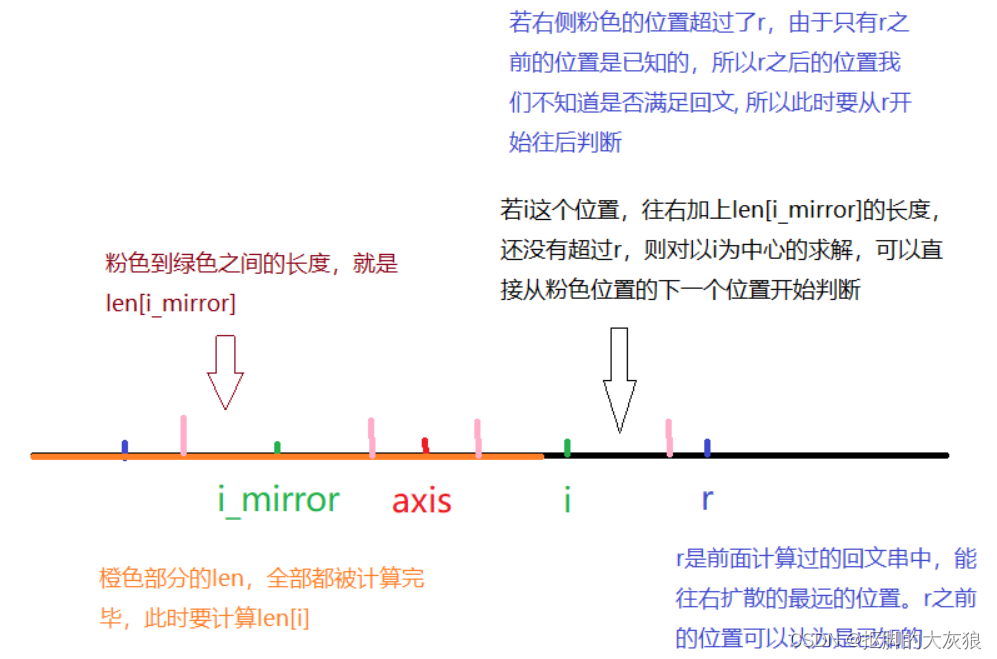 若右侧粉色的位置超过了r，由于只有r之
前的位置是已知的，所以r之后的位置我
们不知道是否满足回文, 所以此时要从r开
始往后判断
若i这个位置，往右加上len[i_mirror]的长度，
还没有超过r，则对以i为中心的求解，可以直
接从粉色位置的下一个位置开始判断
粉色到绿色之间的长度，就是
len[i_mirror]
i_mirror axis i r
橙色部分的len，全部都被计算完
毕，此时要计算len[i]
r是前面计算过的回文串中，能
往右扩散的最远的位置。r之前
的位置可以认为是已知的
CSDN @抠脚的大灰狼